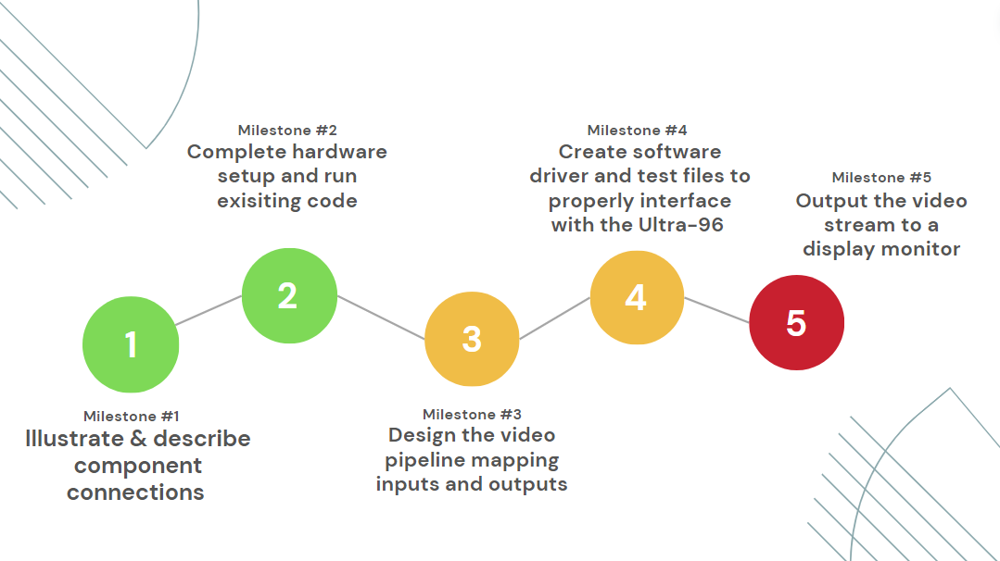 Milestone #1
Illustrate & describe
component
connections
1
Milestone #2
Complete hardware
setup and run
exisiting code
2
Milestone #3
Design the video
pipeline mapping
inputs and outputs
3
Milestone #4
Create software
driver and test files to
properly interface
with the Ultra-96
4
Milestone #5
Output the video
stream to a
display monitor
5